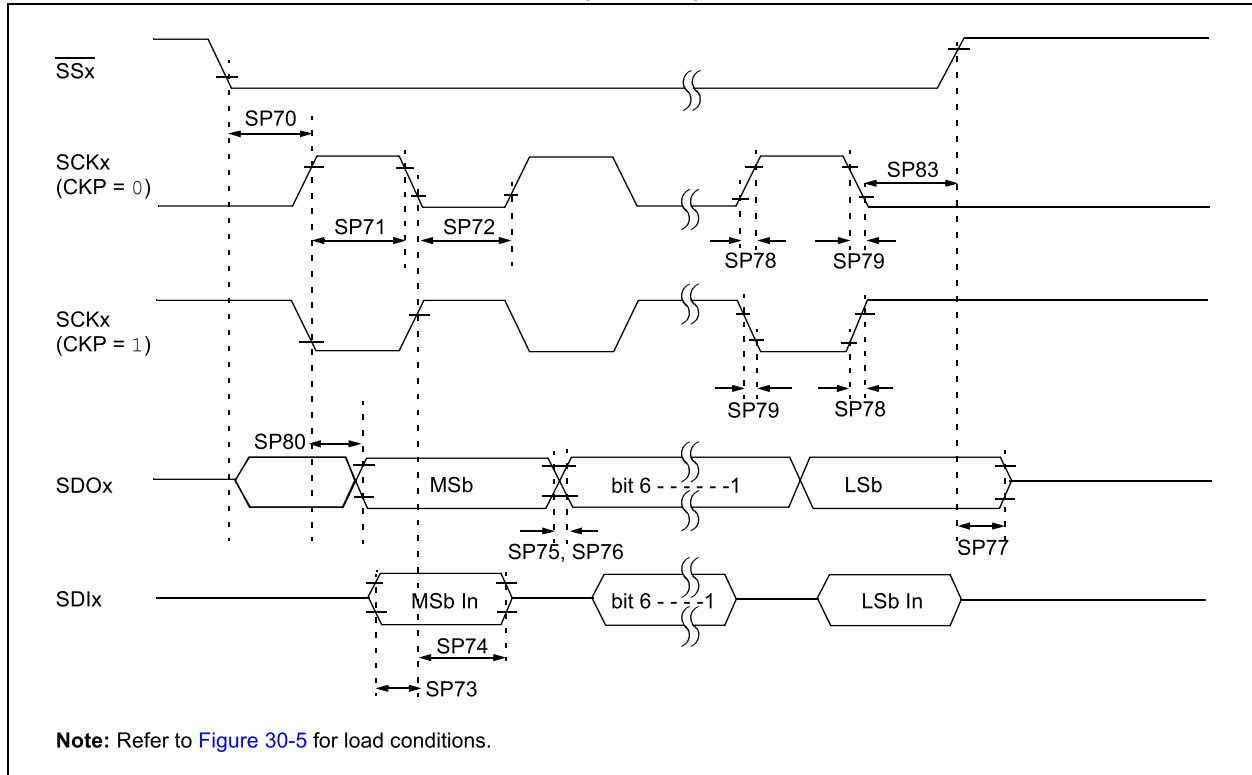 SSx
SP70
SCKx
(CKP = 0)
SP83
SP71
SP72
SP78
SP79
SCKx
(CKP = 1)
SP79
SP78
SP80
SDOx
MSb
bit 6 - - - - - - -1
LSb
SP75, SP76
SP77
SDIx
MSb In
bit 6 - - - - -1
LSb In
SP74
SP73
Note: Refer to Figure 30-5 for load conditions.